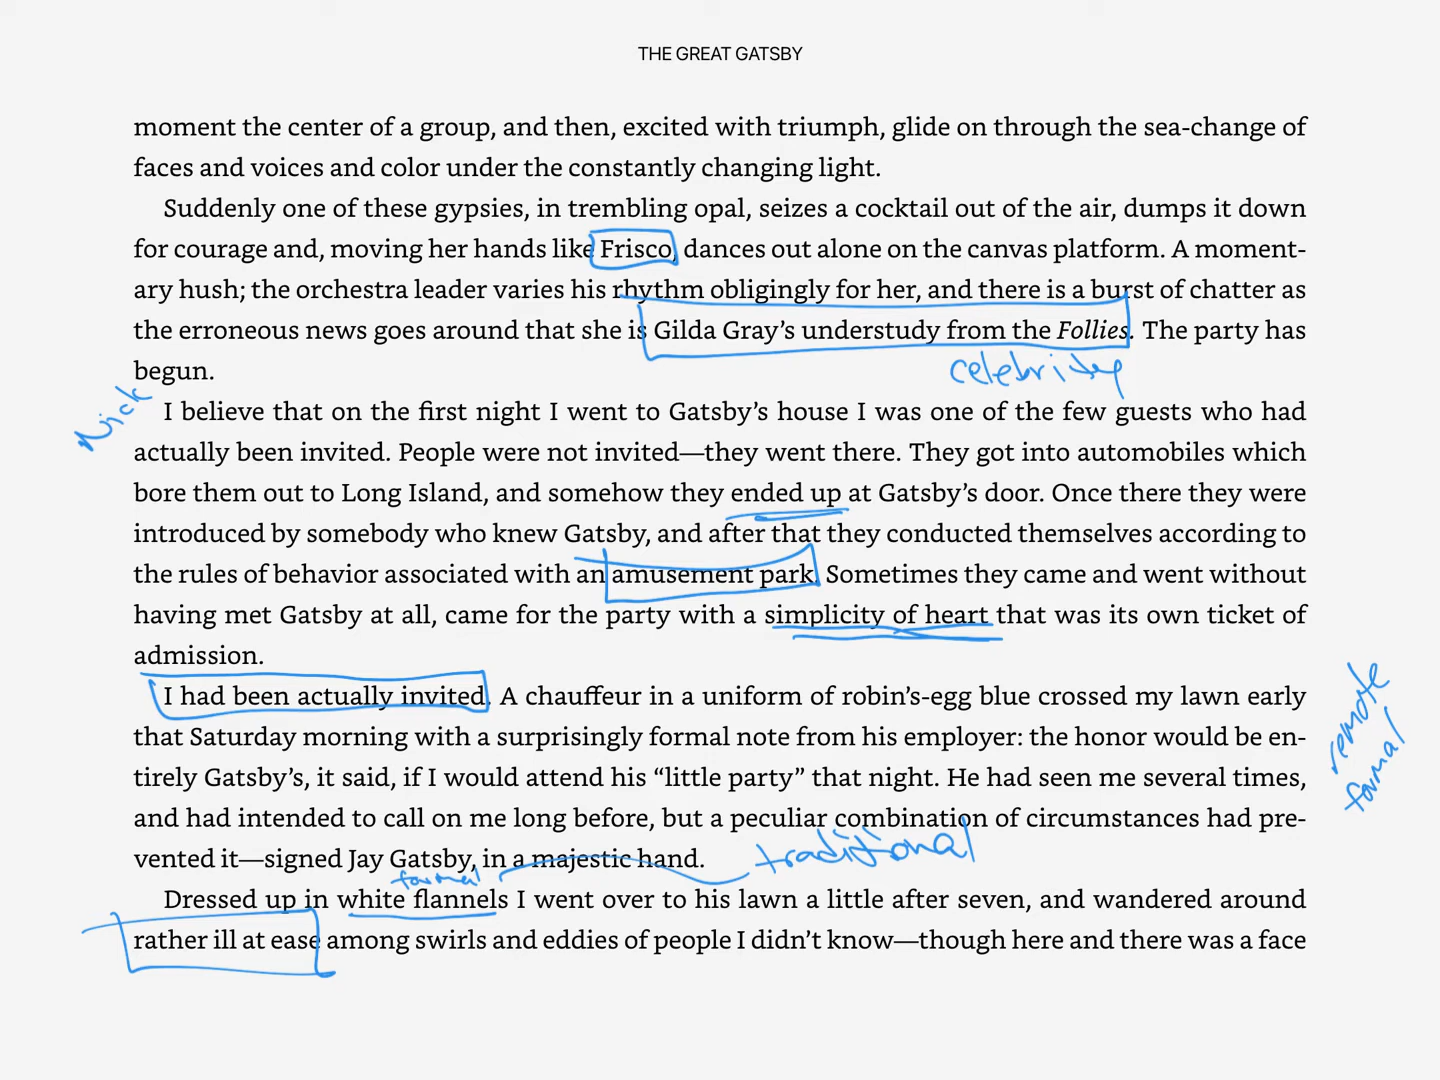 THE GREAT GATSBY
moment the center of a group, and then, excited with triumph, glide on through the sea-change of
faces and voices and color under the constantly changing light.
Suddenly one of these gypsies, in trembling opal, seizes a cocktail out of the air, dumps it down
for courage and, moving her hands like Frisco, dances out alone on the canvas platform. A moment-
ary hush; the orchestra leader varies his rhythm obligingly for her, and there is a burst of chatter as
the erroneous news goes around that she is Gilda Gray’s understudy from the Follies. The party has
begun.
celebrity
Nick
I believe that on the first night I went to Gatsby’s house I was one of the few guests who had
actually been invited. People were not invited—they went there. They got into automobiles which
bore them out to Long Island, and somehow they ended up at Gatsby’s door. Once there they were
introduced by somebody who knew Gatsby, and after that they conducted themselves according to
the rules of behavior associated with an amusement park. Sometimes they came and went without
having met Gatsby at all, came for the party with a simplicity of heart that was its own ticket of
admission.
I had been actually invited. A chauffeur in a uniform of robin’s-egg blue crossed my lawn early
that Saturday morning with a surprisingly formal note from his employer: the honor would be en-
tirely Gatsby’s, it said, if I would attend his “little party” that night. He had seen me several times,
and had intended to call on me long before, but a peculiar combination of circumstances had pre-
vented it—signed Jay Gatsby, in a majestic hand.
remote
formal
traditional
formal
Dressed up in white flannels I went over to his lawn a little after seven, and wandered around
rather ill at ease among swirls and eddies of people I didn’t know—though here and there was a face